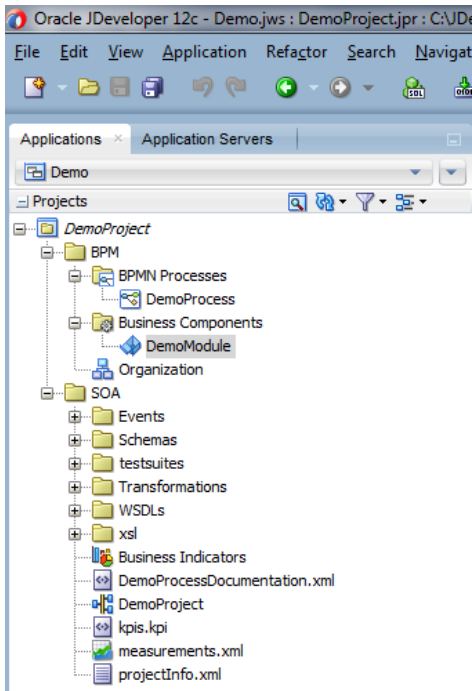 Oracle JDeveloper 12c - Demo.jws : DemoProject.jpr : C:\JDe
File Edit View Application Refactor Search Navigat
SQL
Applications × Application Servers
Demo
Projects
DemoProject
BPM
BPMN Processes
DemoProcess
Business Components
DemoModule
Organization
SOA
Events
Schemas
testsuites
Transformations
WSDLs
xsl
Business Indicators
DemoProcessDocumentation.xml
DemoProject
kpis.kpi
measurements.xml
projectInfo.xml